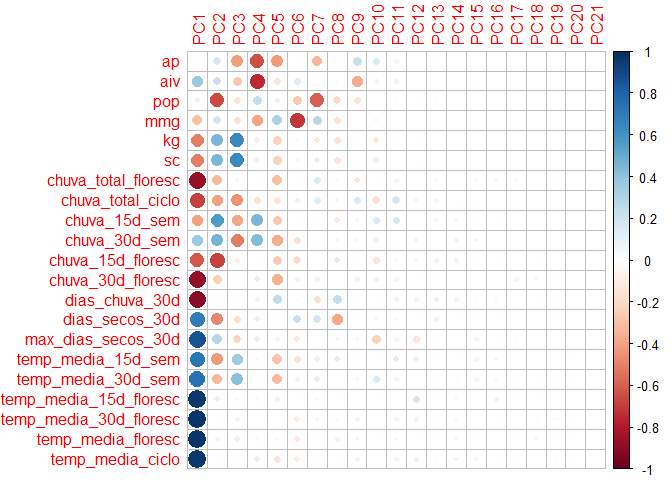 PC1 PC2 PC3 PC4 PC5 PC6 PC7 PC8 PC9 PC10 PC11 PC12 PC13 PC14 PC15 PC16 PC17 PC18 PC19 PC20 PC21
ap
aiv
pop
mmg
kg
sc
chuva_total_floresc
chuva_total_ciclo
chuva_15d_sem
chuva_30d_sem
chuva_15d_floresc
chuva_30d_floresc
dias_chuva_30d
dias_secos_30d
max_dias_secos_30d
temp_media_15d_sem
temp_media_30d_sem
temp_media_15d_floresc
temp_media_30d_floresc
temp_media_floresc
temp_media_ciclo
1
0.8
0.6
0.4
0.2
0
-0.2
-0.4
-0.6
-0.8
-1